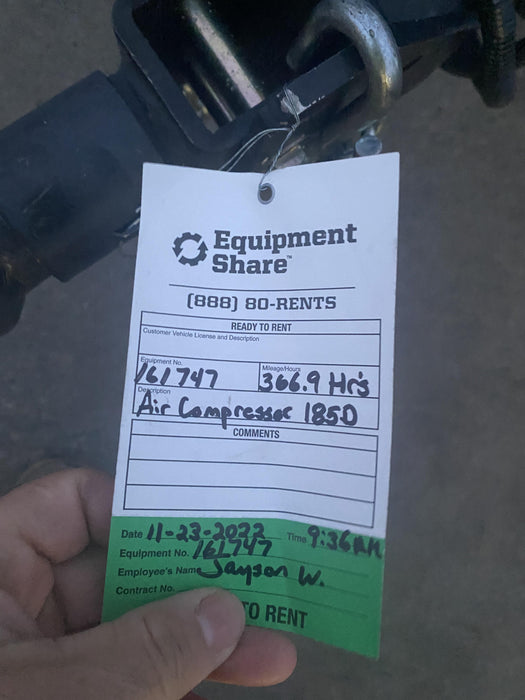 Equipment
Share™
(888) 80-RENTS
READY TO RENT
Customer Vehicle License and Description
Equipment No. Mileage/Hours
161747 366.9 Hr's
Description
Air Compressor 185D
COMMENTS
Date 11-23-2022 Time 9:36AM
Equipment No. 161747
Employee's Name Jayson W.
Contract No.
TO RENT